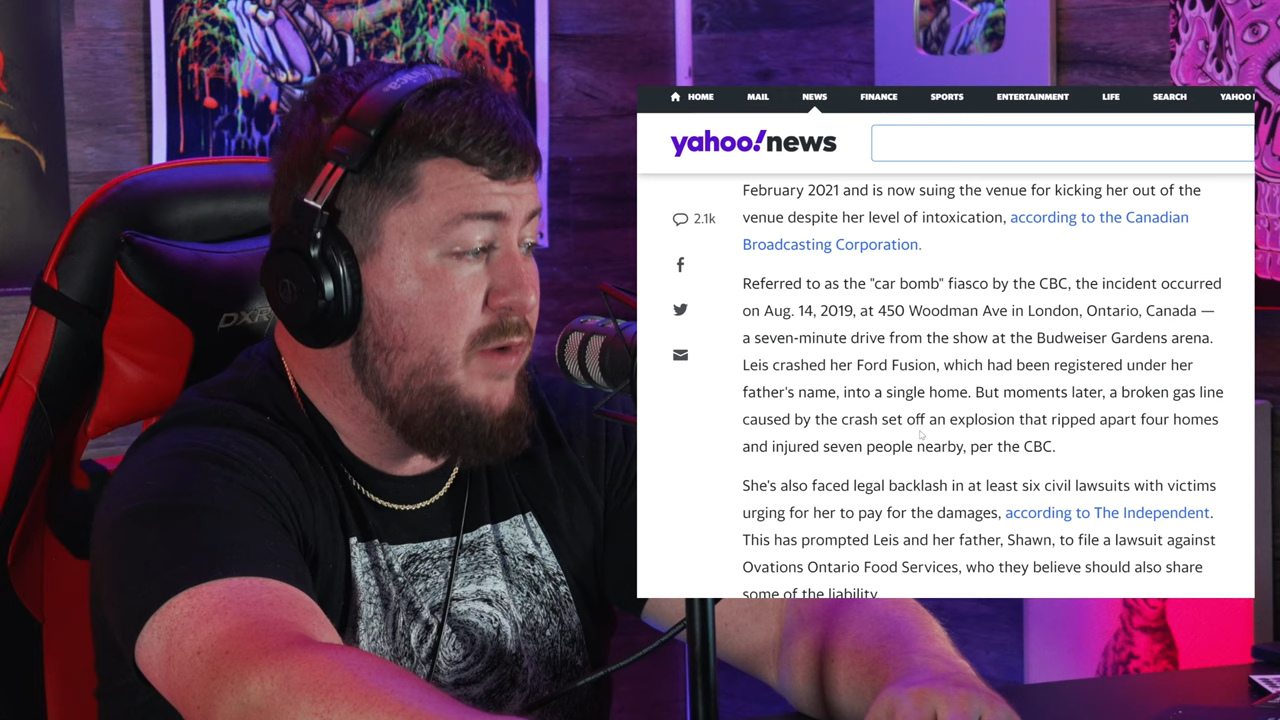 HOME MAIL NEWS FINANCE SPORTS ENTERTAINMENT LIFE SEARCH YAHOO
yahoo!news
February 2021 and is now suing the venue for kicking her out of the
venue despite her level of intoxication, according to the Canadian
Broadcasting Corporation.
2.1k
Referred to as the "car bomb" fiasco by the CBC, the incident occurred
on Aug. 14, 2019, at 450 Woodman Ave in London, Ontario, Canada —
a seven-minute drive from the show at the Budweiser Gardens arena.
Leis crashed her Ford Fusion, which had been registered under her
father's name, into a single home. But moments later, a broken gas line
caused by the crash set off an explosion that ripped apart four homes
and injured seven people nearby, per the CBC.
She's also faced legal backlash in at least six civil lawsuits with victims
urging for her to pay for the damages, according to The Independent.
This has prompted Leis and her father, Shawn, to file a lawsuit against
Ovations Ontario Food Services, who they believe should also share
some of the liability